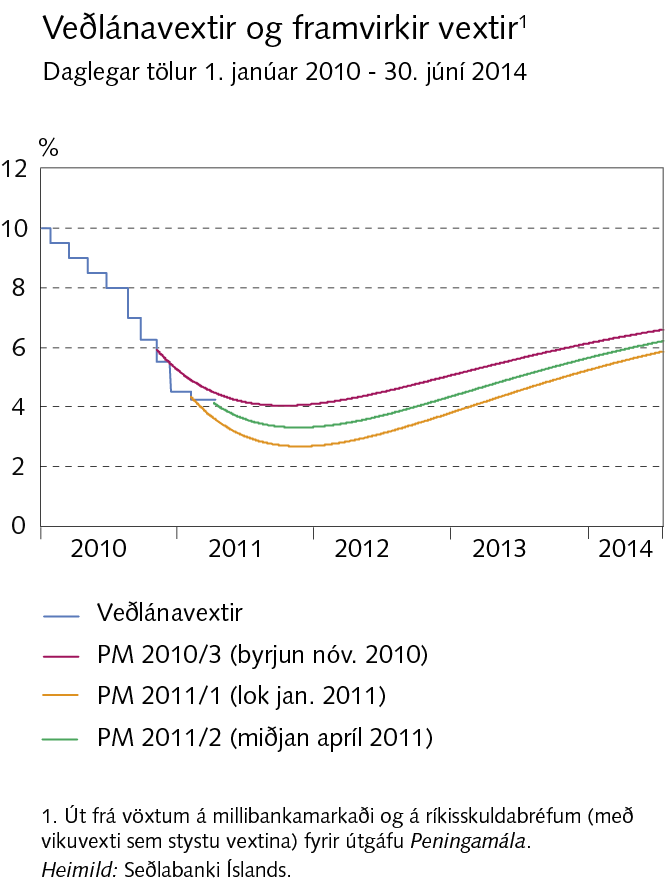 Veðlánavextir og framvirkir vextir¹
Daglegar tölur 1. janúar 2010 - 30. júní 2014
%
12
10
8
6
4
2
0
2010 2011 2012 2013 2014
Veðlánavextir
PM 2010/3 (byrjun nóv. 2010)
PM 2011/1 (lok jan. 2011)
PM 2011/2 (miðjan apríl 2011)
1. Út frá vöxtum á millibankamarkaði og á ríkisskuldabréfum (með
vikuvexti sem stystu vextina) fyrir útgáfu Peningamála.
Heimild: Seðlabanki Íslands.